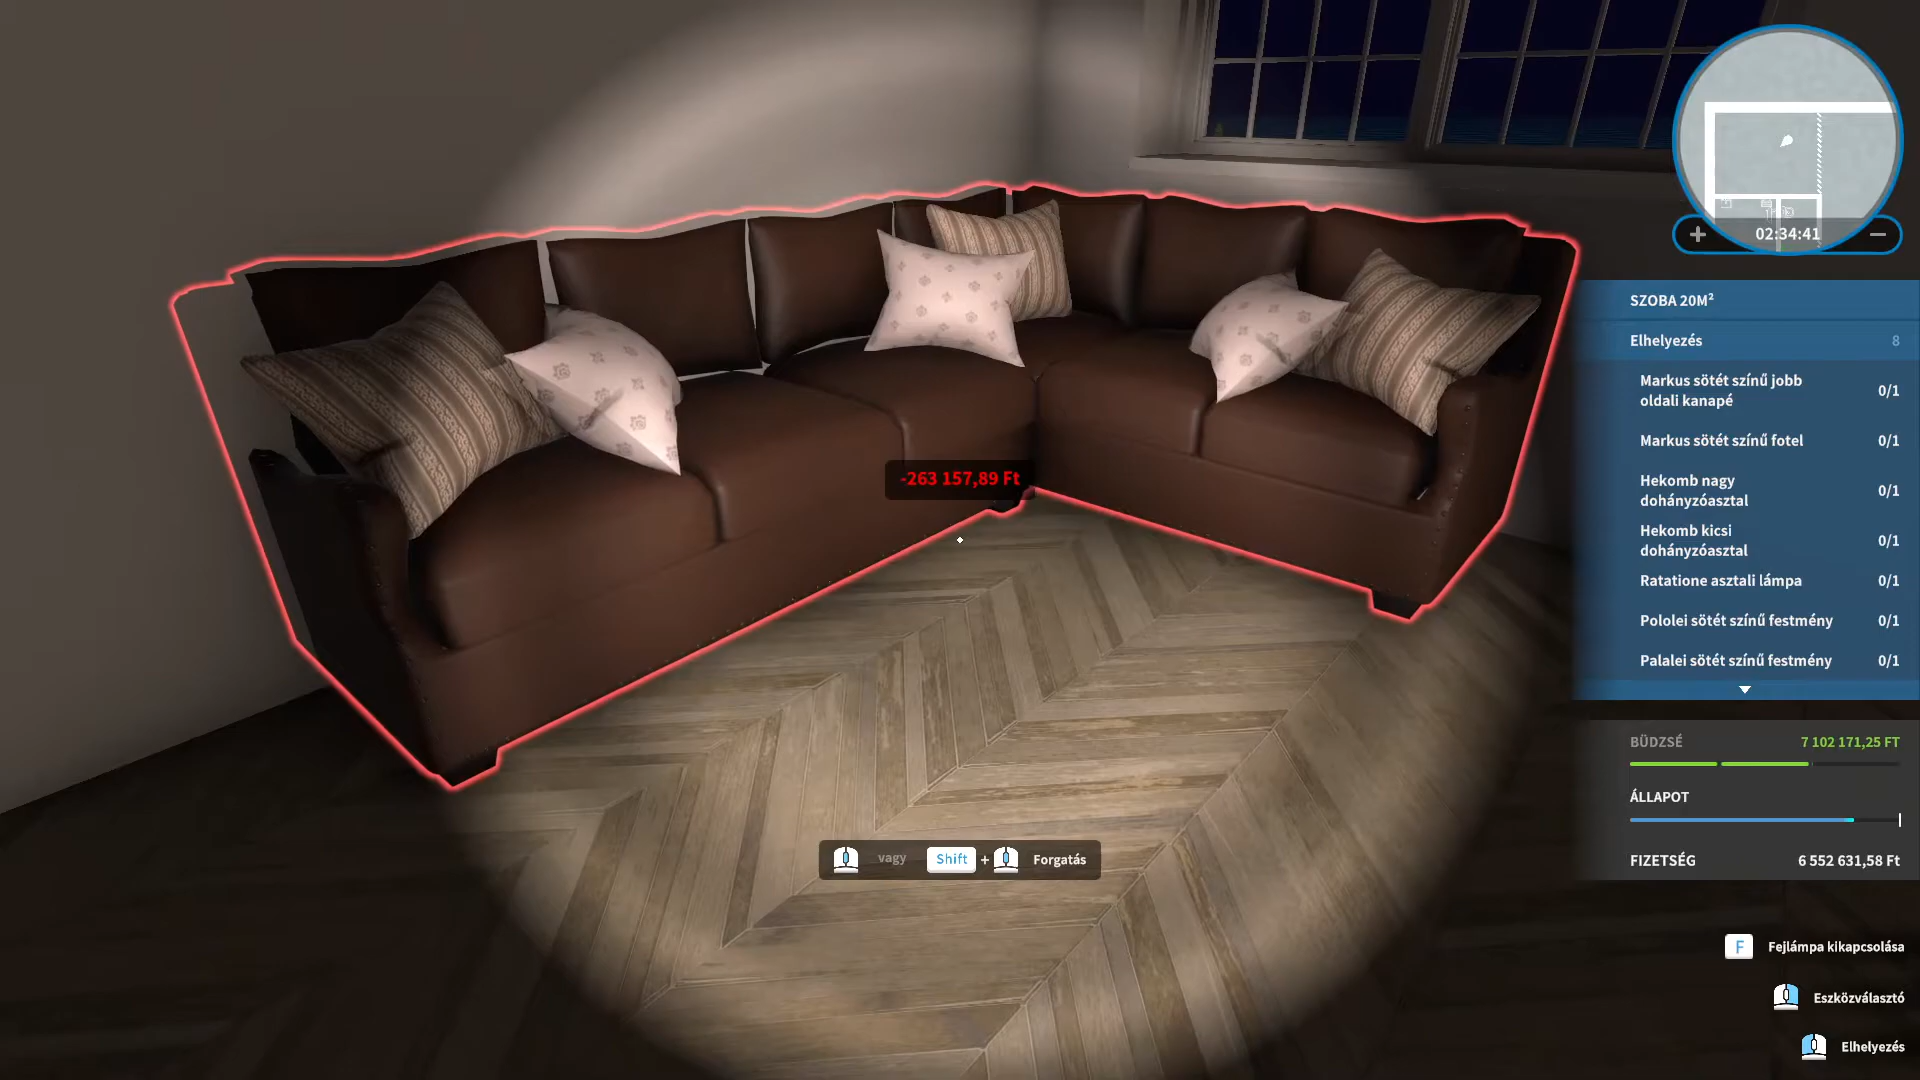 02:34:41
SZOBA 20M²
Elhelyezés 8
Markus sötét színű jobb
oldali kanapé 0/1
Markus sötét színű fotel 0/1
Hekomb nagy
dohányzóasztal 0/1
Hekomb kicsi
dohányzóasztal 0/1
Ratatione asztali lámpa 0/1
Pololei sötét színű festmény 0/1
Palalei sötét színű festmény 0/1
-263 157,89 Ft
BÜDZSÉ 7 102 171,25 FT
ÁLLAPOT
FIZETSÉG 6 552 631,58 Ft
vagy Shift + Forgatás
F Fejlámpa kikapcsolása
Eszközválasztó
Elhelyezés